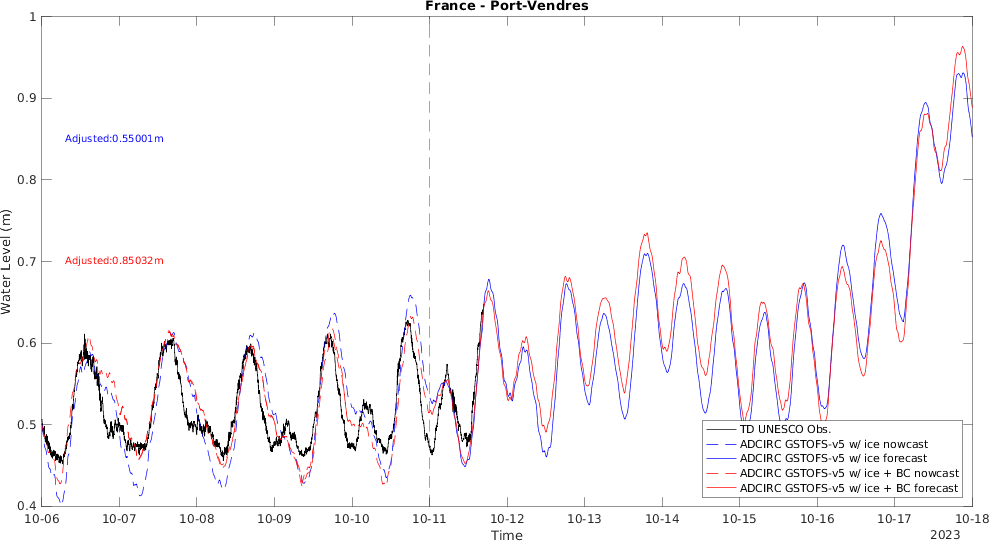 France - Port-Vendres
1
0.9
0.8
0.7
0.6
0.5
0.4
Water Level (m)
Adjusted:0.55001m
Adjusted:0.85032m
TD UNESCO Obs.
ADCIRC GSTOFS-v5 w/ ice nowcast
ADCIRC GSTOFS-v5 w/ ice forecast
ADCIRC GSTOFS-v5 w/ ice + BC nowcast
ADCIRC GSTOFS-v5 w/ ice + BC forecast
10-06 10-07 10-08 10-09 10-10 10-11 10-12 10-13 10-14 10-15 10-16 10-17 10-18
Time
2023